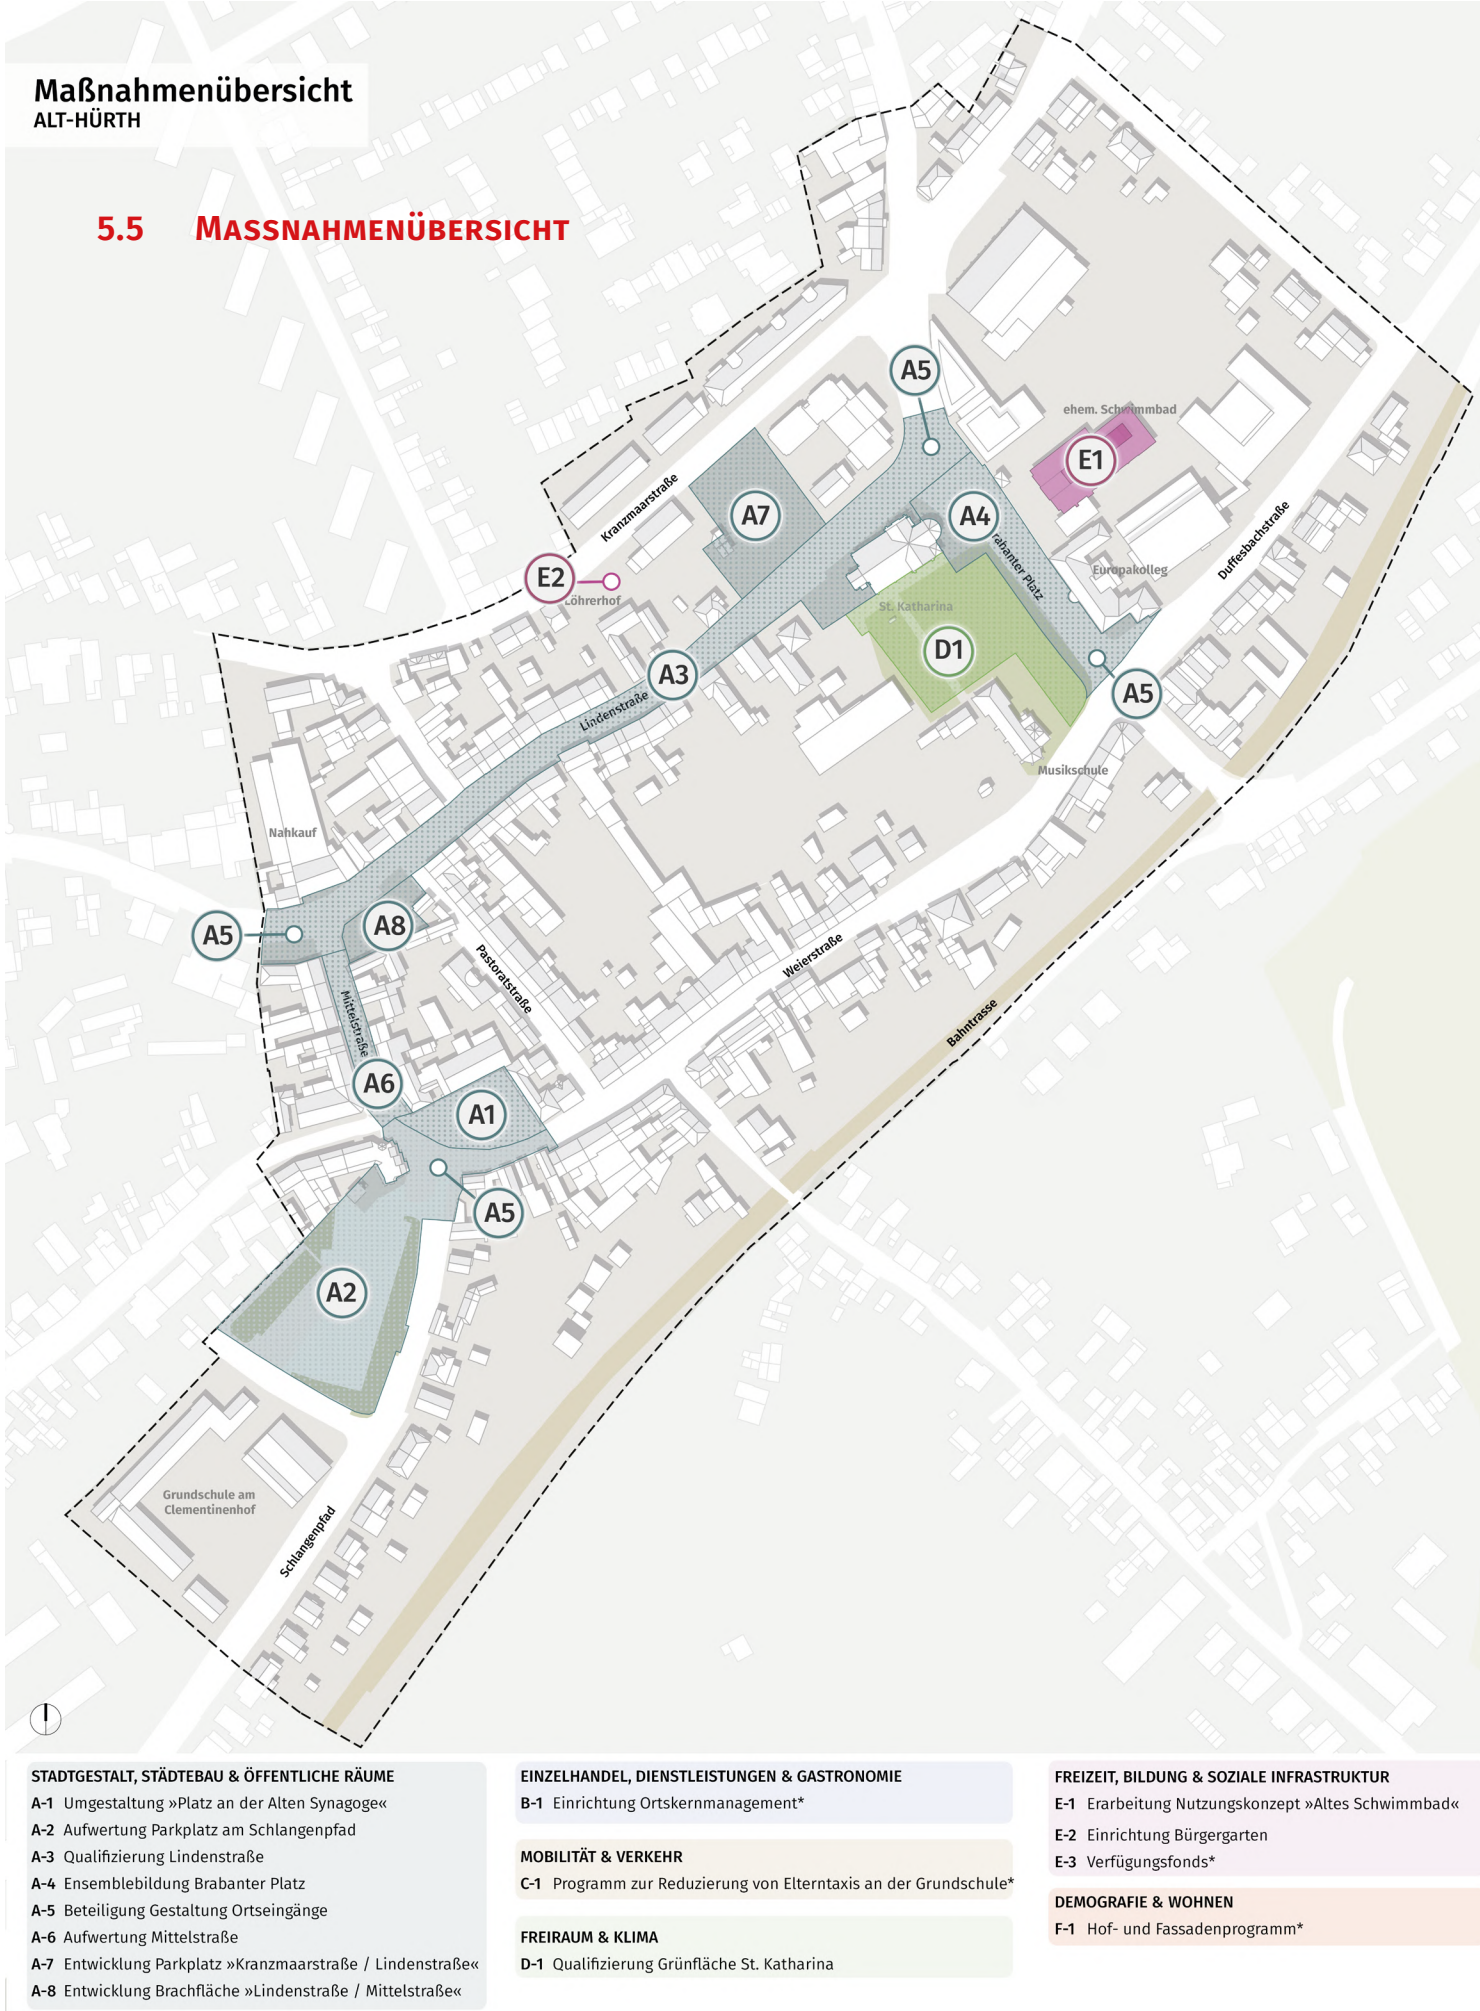 Maßnahmenübersicht
ALT-HÜRTH
5.5 MASSNAHMENÜBERSICHT
A5
ehem. Schwimmbad
E1
Kranzmaarstraße
A7
A4
rabanter Platz
Europakolleg
Duffesbachstraße
E2
Löhrerhof
St. Katharina
D1
A3
A5
Lindenstraße
Musikschule
Nahkauf
A8
A5
Pastoratstraße
Weierstraße
Mittelstraße
Bahntrasse
A6
A1
A5
A2
Grundschule am
Clementinenhof
Schlangenpfad
STADTGESTALT, STÄDTEBAU & ÖFFENTLICHE RÄUME
A-1 Umgestaltung »Platz an der Alten Synagoge«
A-2 Aufwertung Parkplatz am Schlangenpfad
A-3 Qualifizierung Lindenstraße
A-4 Ensemblebildung Brabanter Platz
A-5 Beteiligung Gestaltung Ortseingänge
A-6 Aufwertung Mittelstraße
A-7 Entwicklung Parkplatz »Kranzmaarstraße / Lindenstraße«
A-8 Entwicklung Brachfläche »Lindenstraße / Mittelstraße«
EINZELHANDEL, DIENSTLEISTUNGEN & GASTRONOMIE
B-1 Einrichtung Ortskernmanagement*
MOBILITÄT & VERKEHR
C-1 Programm zur Reduzierung von Elterntaxis an der Grundschule*
FREIRAUM & KLIMA
D-1 Qualifizierung Grünfläche St. Katharina
FREIZEIT, BILDUNG & SOZIALE INFRASTRUKTUR
E-1 Erarbeitung Nutzungskonzept »Altes Schwimmbad«
E-2 Einrichtung Bürgergarten
E-3 Verfügungsfonds*
DEMOGRAFIE & WOHNEN
F-1 Hof- und Fassadenprogramm*